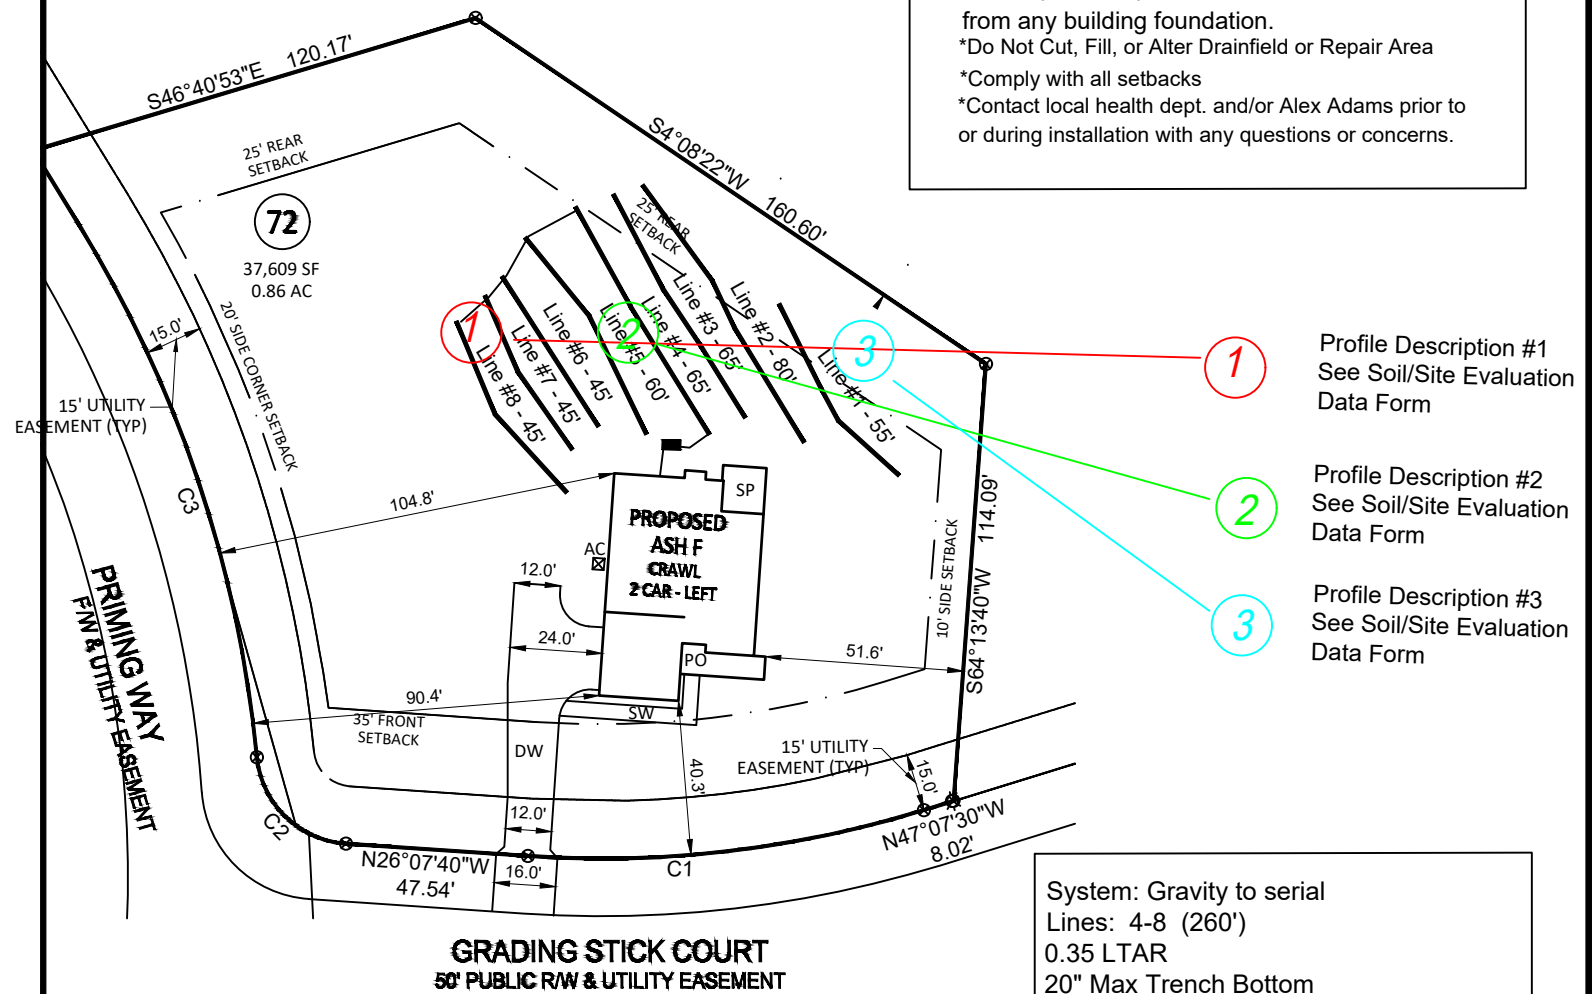 from any building foundation.
*Do Not Cut, Fill, or Alter Drainfield or Repair Area
*Comply with all setbacks
*Contact local health dept. and/or Alex Adams prior to
or during installation with any questions or concerns.
S46°40'53"E 120.17'
S4°08'22"W 160.60'
25' REAR
SETBACK
25' REAR
SETBACK
72
37,609 SF
0.86 AC
15.0'
20' SIDE CORNER SETBACK
15' UTILITY
EASEMENT (TYP)
1
2
3
Line #8 - 45'
Line #7 - 45'
Line #6 - 45'
Line #5 - 60'
Line #4 - 65'
Line #3 - 65'
Line #2 - 80'
Line #1 - 55'
1
Profile Description #1
See Soil/Site Evaluation
Data Form
2
Profile Description #2
See Soil/Site Evaluation
Data Form
3
Profile Description #3
See Soil/Site Evaluation
Data Form
C3
104.8'
SP
PROPOSED
ASH F
CRAWL
2 CAR - LEFT
AC
12.0'
24.0'
PO
51.6'
10' SIDE SETBACK
S64°13'40"W 114.09'
PRIMING WAY
R/W & UTILITY EASEMENT
90.4'
35' FRONT
SETBACK
SW
DW
40.3'
15' UTILITY
EASEMENT (TYP)
15.0'
C2
12.0'
N26°07'40"W
47.54'
16.0'
C1
N47°07'30"W
8.02'
GRADING STICK COURT
50' PUBLIC R/W & UTILITY EASEMENT
System: Gravity to serial
Lines: 4-8 (260')
0.35 LTAR
20" Max Trench Bottom